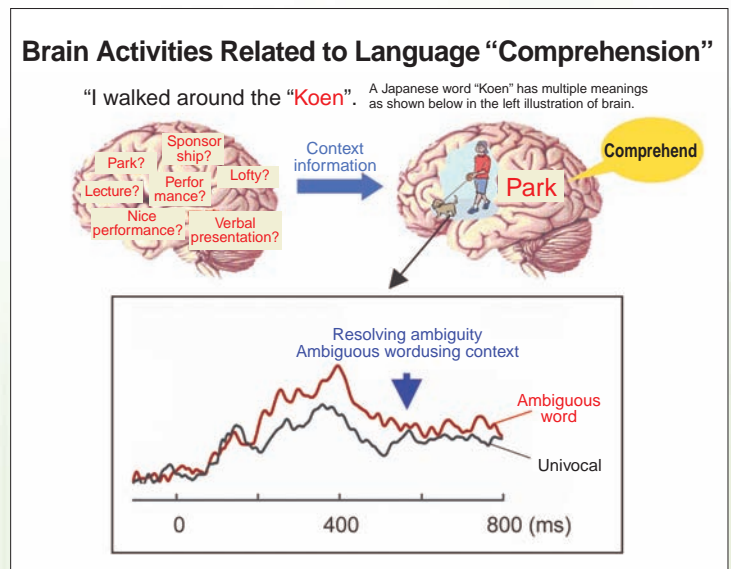 Brain Activities Related to Language “Comprehension”
“I walked around the “Koen”.
A Japanese word “Koen” has multiple meanings
as shown below in the left illustration of brain.
Park?
Sponsor
ship?
Lofty?
Lecture?
Perfor
mance?
Nice
performance?
Verbal
presentation?
Context
information
Park
Comprehend
Resolving ambiguity
Ambiguous wordusing context
Ambiguous
word
Univocal
0 400 800 (ms)